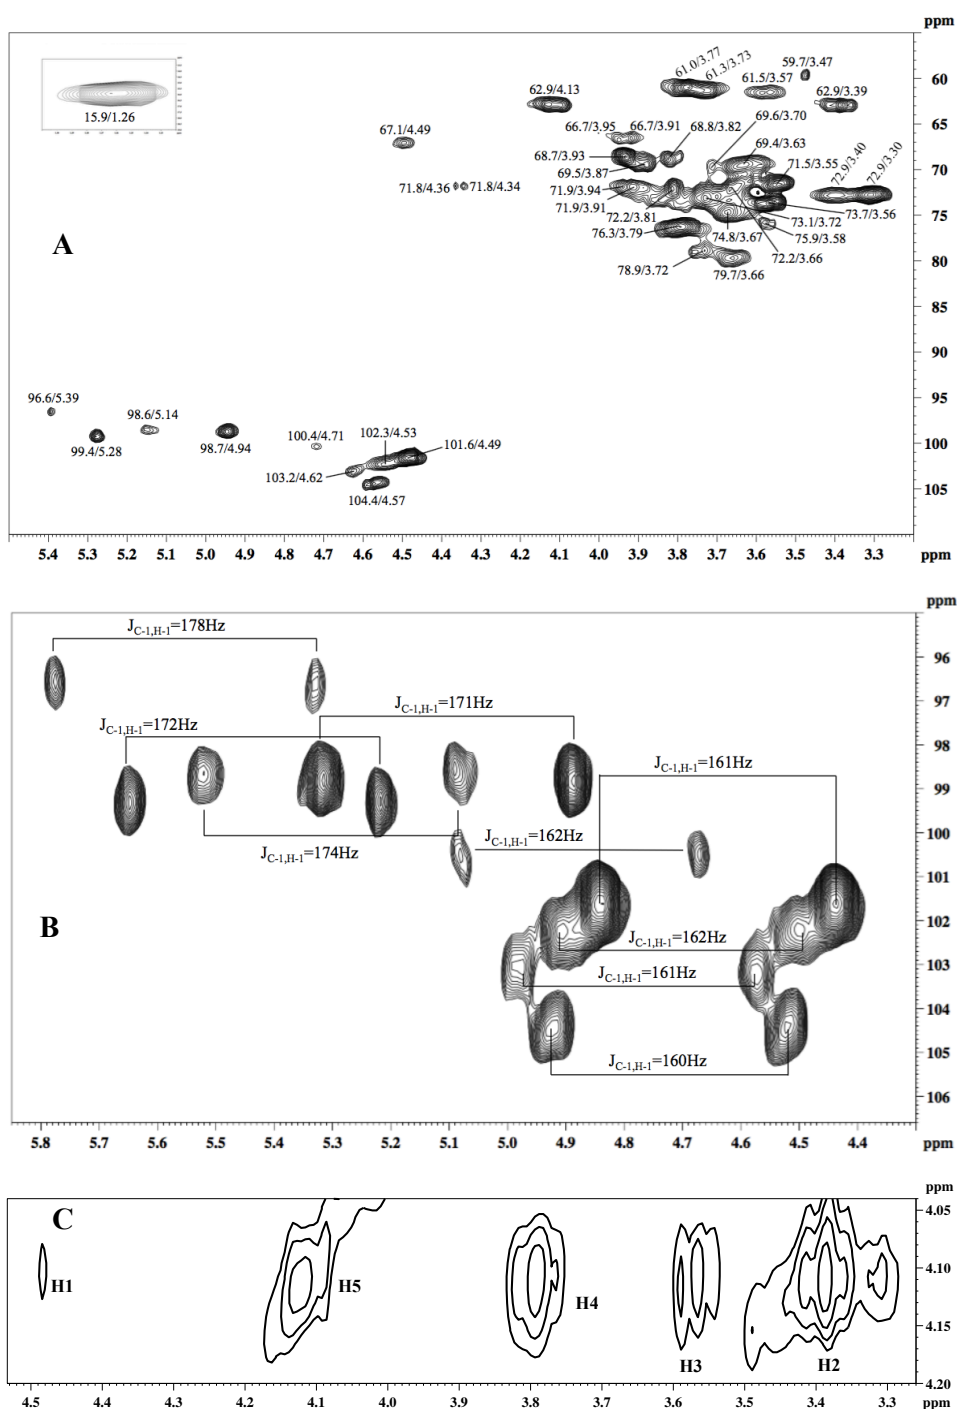 ppm
15.9/1.26
61.0/3.77
61.3/3.73
59.7/3.47
61.5/3.57
62.9/4.13
62.9/3.39
60
67.1/4.49
66.7/3.95
66.7/3.91
68.8/3.82
69.6/3.70
69.4/3.63
65
68.7/3.93
69.5/3.87
71.5/3.55
72.9/3.40
72.9/3.30
70
71.8/4.36
71.8/4.34
71.9/3.94
71.9/3.91
72.2/3.81
73.1/3.72
73.7/3.56
75
76.3/3.79
74.8/3.67
75.9/3.58
72.2/3.66
A
78.9/3.72
79.7/3.66
80
85
90
95
96.6/5.39
98.6/5.14
99.4/5.28
98.7/4.94
100.4/4.71
102.3/4.53
101.6/4.49
100
103.2/4.62
104.4/4.57
105
5.4 5.3 5.2 5.1 5.0 4.9 4.8 4.7 4.6 4.5 4.4 4.3 4.2 4.1 4.0 3.9 3.8 3.7 3.6 3.5 3.4 3.3 ppm
ppm
JC-1,H-1=178Hz
96
97
JC-1,H-1=171Hz
JC-1,H-1=172Hz
98
JC-1,H-1=161Hz
99
JC-1,H-1=162Hz
100
JC-1,H-1=174Hz
101
B
102
JC-1,H-1=162Hz
103
JC-1,H-1=161Hz
104
105
JC-1,H-1=160Hz
106
5.8 5.7 5.6 5.5 5.4 5.3 5.2 5.1 5.0 4.9 4.8 4.7 4.6 4.5 4.4 ppm
ppm
C
4.05
4.10
H1
H5
H4
4.15
H3
H2
4.20
4.5 4.4 4.3 4.2 4.1 4.0 3.9 3.8 3.7 3.6 3.5 3.4 3.3 ppm